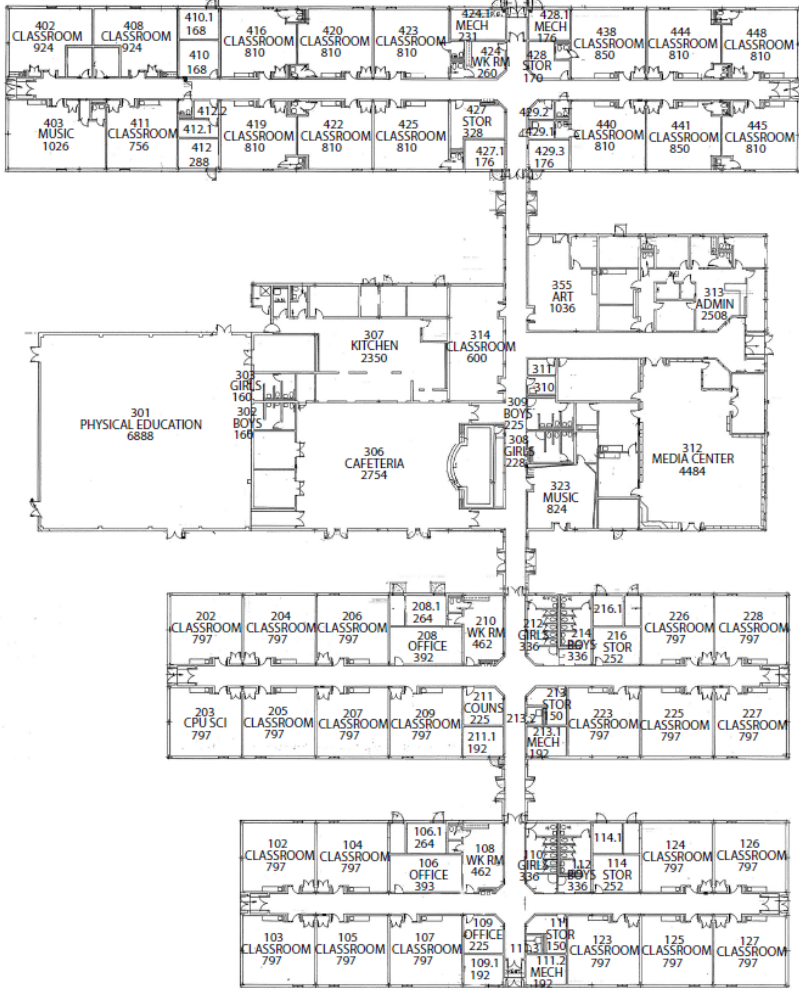 402
CLASSROOM
924
408
CLASSROOM
924
410.1
168
410
168
416
CLASSROOM
810
420
CLASSROOM
810
423
CLASSROOM
810
424.1
MECH
231
424
WK RM
260
428.1
MECH
176
428
STOR
170
438
CLASSROOM
850
444
CLASSROOM
810
448
CLASSROOM
810
403
MUSIC
1026
411
CLASSROOM
756
412.2
412.1
412
288
419
CLASSROOM
810
422
CLASSROOM
810
425
CLASSROOM
810
427
STOR
328
427.1
176
429.2
429.1
429.3
176
440
CLASSROOM
810
441
CLASSROOM
850
445
CLASSROOM
810
355
ART
1036
313
ADMIN
2508
307
KITCHEN
2350
314
CLASSROOM
600
311
310
303
GIRLS
160
302
BOYS
160
301
PHYSICAL EDUCATION
6888
309
BOYS
225
308
GIRLS
228
306
CAFETERIA
2754
312
MEDIA CENTER
4484
323
MUSIC
824
202
CLASSROOM
797
204
CLASSROOM
797
206
CLASSROOM
797
208.1
264
208
OFFICE
392
210
WK RM
462
212
GIRLS
336
214
BOYS
336
216.1
216
STOR
252
226
CLASSROOM
797
228
CLASSROOM
797
203
CPU SCI
797
205
CLASSROOM
797
207
CLASSROOM
797
209
CLASSROOM
797
211
COUNS
225
211.1
192
213.2
213
STOR
150
213.1
MECH
192
223
CLASSROOM
797
225
CLASSROOM
797
227
CLASSROOM
797
102
CLASSROOM
797
104
CLASSROOM
797
106.1
264
106
OFFICE
393
108
WK RM
462
110
GIRLS
336
112
BOYS
336
114.1
114
STOR
252
124
CLASSROOM
797
126
CLASSROOM
797
103
CLASSROOM
797
105
CLASSROOM
797
107
CLASSROOM
797
109
OFFICE
225
109.1
192
STOR
150
111.2
MECH
192
123
CLASSROOM
797
125
CLASSROOM
797
127
CLASSROOM
797